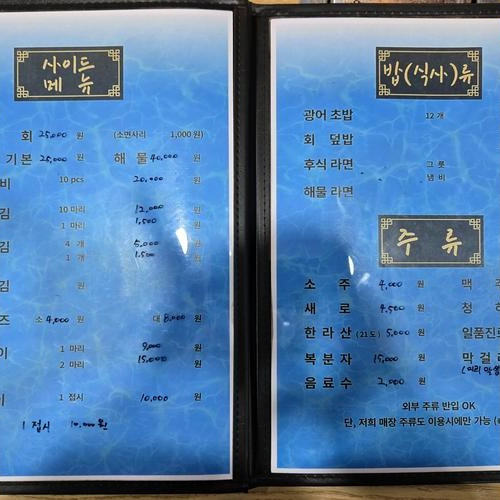 사이드
메 뉴
회 25,000 원 (소면사리 1,000 원)
기본 25,000 원 해 물 40,000 원
비 10 pcs 20,000 원
김 10 마리 12,000 원
1 마리 1,500
김 4 개 5,000 원
1 개 1,500
김 원
즈 소 4,000 원 대 8,000 원
이 1 마리 9,000 원
2 마리 15,000
이 1 접시 10,000 원
1 접시 10,000 원
밥(식사)류
광어 초밥 12 개
회 덮밥
후식 라면 그 릇
냄 비
해물 라면
주 류
소 주 4,000 원 맥
새 로 4,500 원 청
한 라 산 (21도) 5,000 원 일품진로
복 분 자 15,000 원 막 걸
음 료 수 2,000 원
외부 주류 반입 OK
단, 저희 매장 주류도 이용시에만 가능